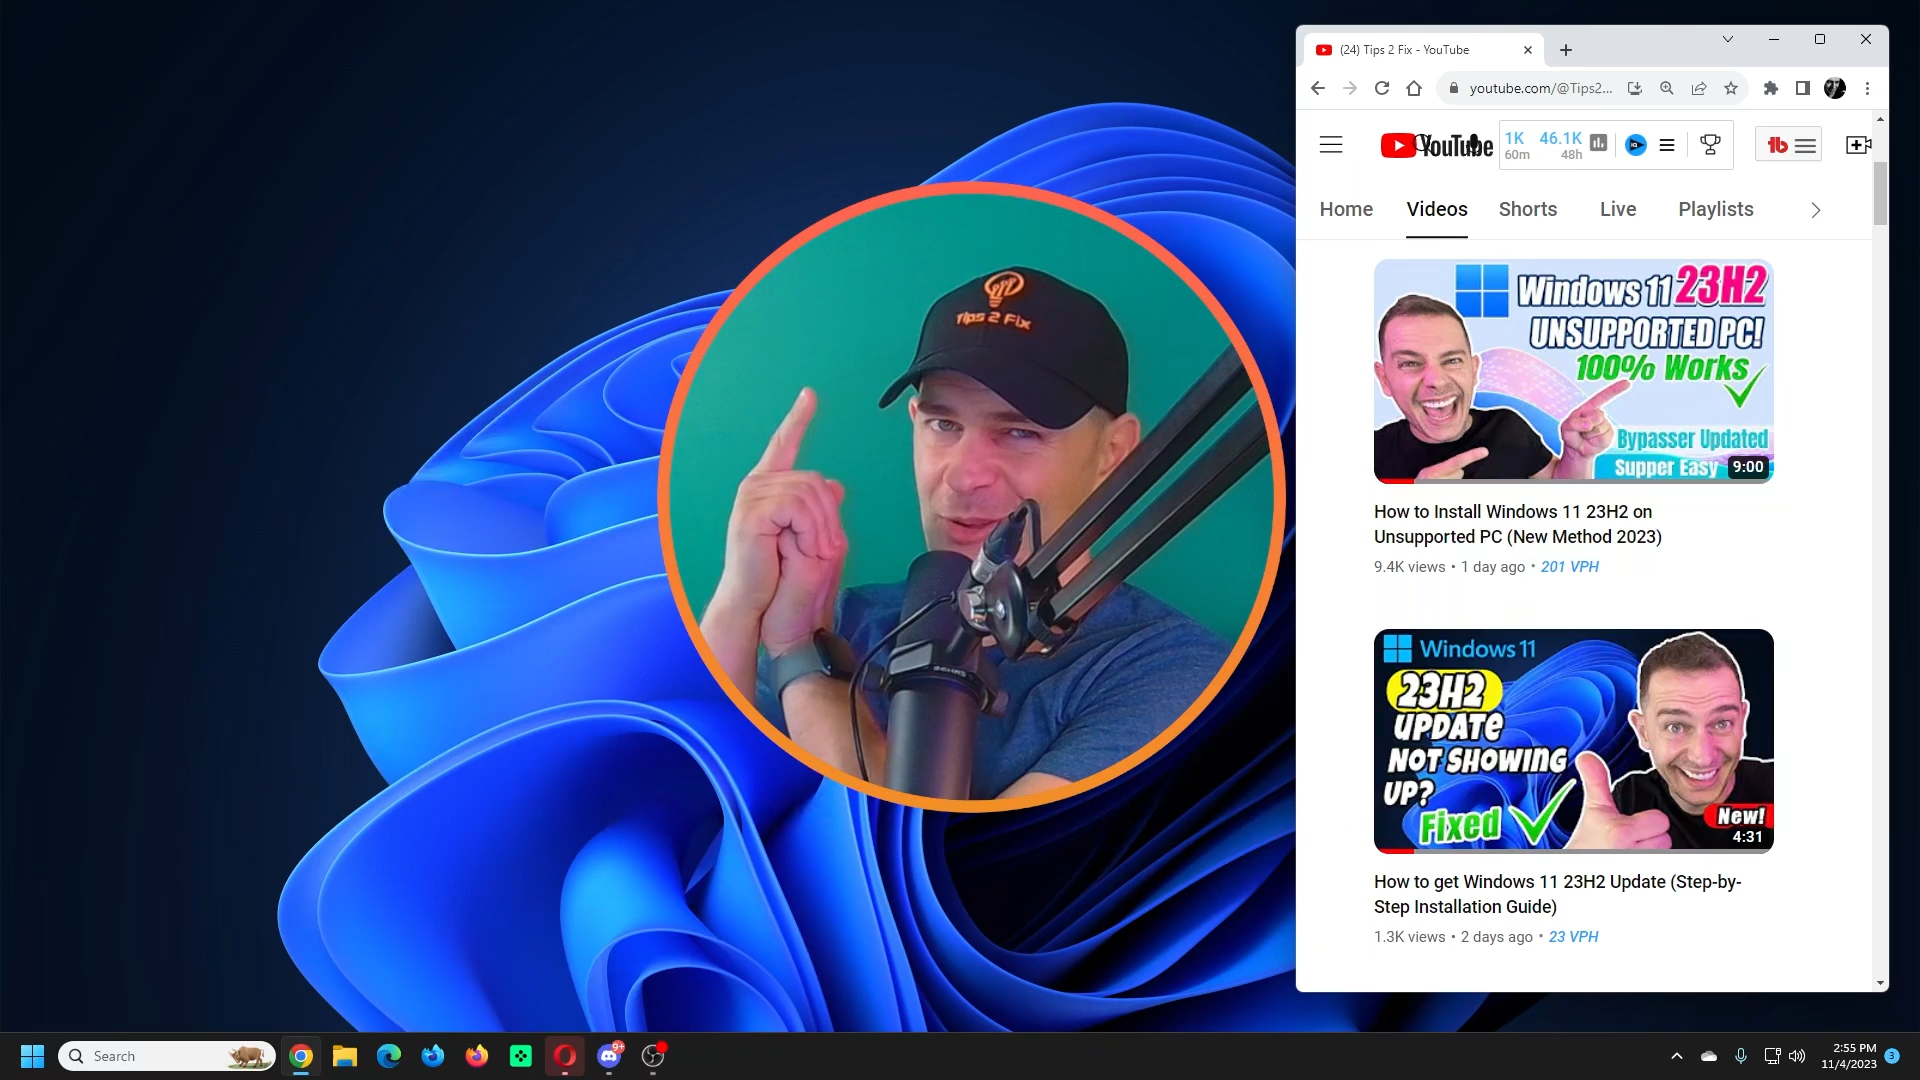 (24) Tips 2 Fix - YouTube
youtube.com/@Tips2...
YouTube
1K 46.1K
60m 48h
Home Videos Shorts Live Playlists
Windows 11 23H2
UNSUPPORTED PC!
100% Works
Bypasser Updated
Supper Easy
9:00
How to Install Windows 11 23H2 on
Unsupported PC (New Method 2023)
9.4K views • 1 day ago • 201 VPH
Windows 11
23H2
UPDATE
NOT SHOWING
UP?
Fixed
New!
4:31
How to get Windows 11 23H2 Update (Step-by-
Step Installation Guide)
1.3K views • 2 days ago • 23 VPH
Tips 2 Fix
Search
9+
2:55 PM
11/4/2023
3